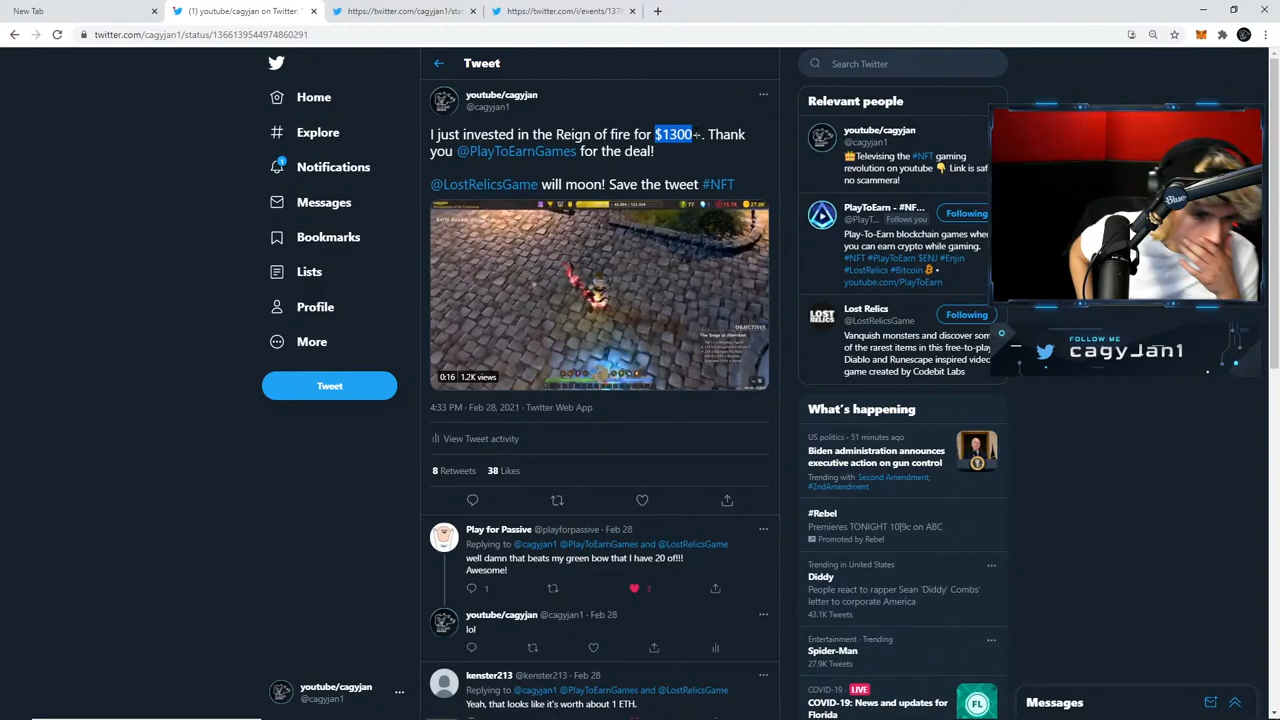 New Tab
(1) youtube/cagyjan on Twitter:
https://twitter.com/cagyjan1/sta
https://twitter.com/i/events/137
twitter.com/cagyjan1/status/1366139544974860291
Home
Explore
1
Notifications
Messages
Bookmarks
Lists
Profile
More
Tweet
youtube/cagyjan
@cagyjan1
Tweet
youtube/cagyjan
@cagyjan1
I just invested in the Reign of fire for $1300+. Thank
you @PlayToEarnGames for the deal!
@LostRelicsGame will moon! Save the tweet #NFT
OBJECTIVES
0:16 1.2K views
4:33 PM · Feb 28, 2021 · Twitter Web App
View Tweet activity
8 Retweets 38 Likes
Play for Passive @playforpassive · Feb 28
Replying to @cagyjan1 @PlayToEarnGames and @LostRelicsGame
well damn that beats my green bow that I have 20 of!!!
Awesome!
1
youtube/cagyjan @cagyjan1 · Feb 28
lol
kenster213 @kenster213 · Feb 28
Replying to @cagyjan1 @PlayToEarnGames and @LostRelicsGame
Yeah, that looks like it's worth about 1 ETH.
Search Twitter
Relevant people
youtube/cagyjan
@cagyjan1
Televising the #NFT gaming
revolution on youtube Link is saf
no scammera!
PlayToEarn - #NF...
@PlayT... Follows you
Following
Play-To-Earn blockchain games wher
you can earn crypto while gaming.
#NFT #PlayToEarn $ENJ #Enjin
#LostRelics #Bitcoin •
youtube.com/PlayToEarn
LOST
RELICS
Lost Relics
@LostRelicsGame
Following
Vanquish monsters and discover som
of the rarest items in this free-to-play
Diablo and Runescape inspired video
game created by Codebit Labs
What's happening
US politics · 51 minutes ago
Biden administration announces
executive action on gun control
Trending with Second Amendment,
#2ndAmendment
#Rebel
Premieres TONIGHT 10|9c on ABC
Promoted by Rebel
Trending in United States
Diddy
People react to rapper Sean 'Diddy' Combs'
letter to corporate America
43.1K Tweets
Entertainment · Trending
Spider-Man
27.9K Tweets
COVID-19 · LIVE
COVID-19: News and updates for
Florida
Blue
FOLLOW ME
cagyJan1
Messages